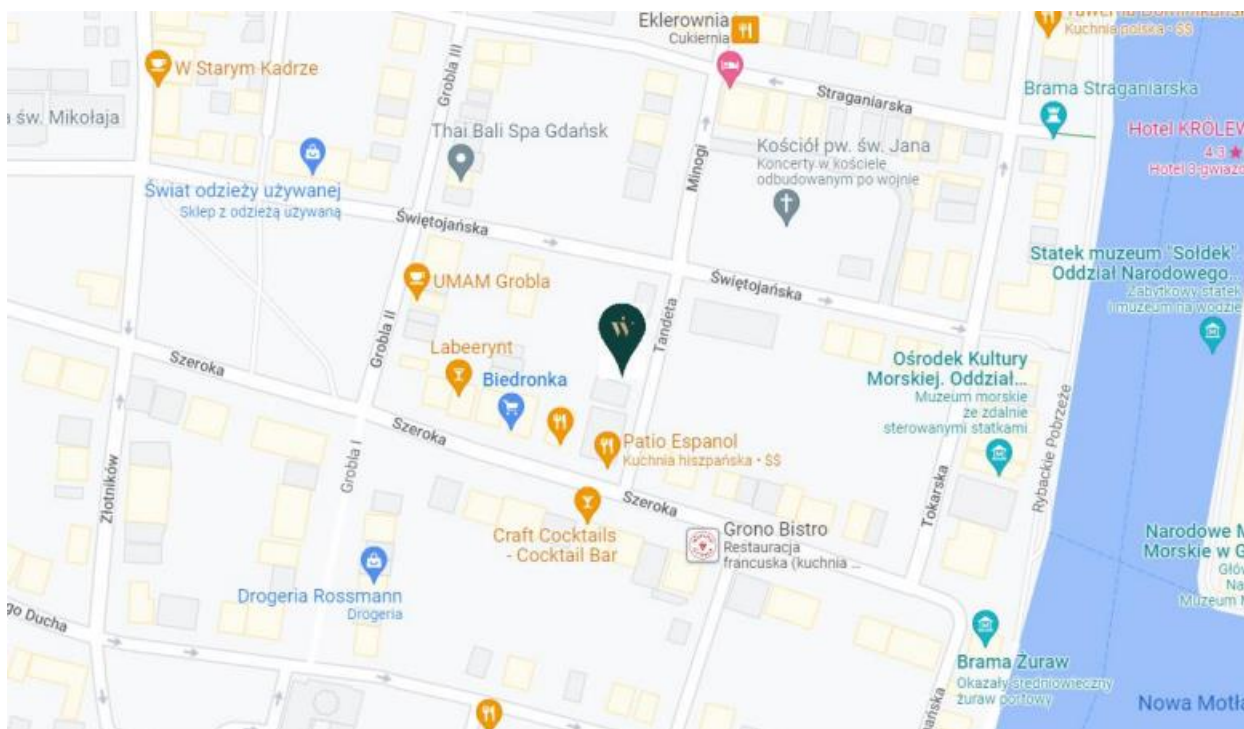 Eklerownia
Cukiernia
Kuchnia polska • $$
W Starym Kadrze
Grobla III
Straganiarska
Brama Straganiarska
a św. Mikołaja
Thai Bali Spa Gdańsk
Kościół pw. św. Jana
Koncerty w kościele
odbudowanym po wojnie
Hotel KRÓLEW
4.3 ★
Hotel 3-gwiazd
Minogi
Świat odzieży używanej
Sklep z odzieżą używaną
Świętojańska
Statek muzeum "Sołdek".
Oddział Narodowego...
Zabytkowy statek
i muzeum na wodzie
UMAM Grobla
Świętojańska
Tandeta
Grobla II
Labeerynt
Szeroka
Biedronka
Ośrodek Kultury
Morskiej. Oddział...
Muzeum morskie
ze zdalnie
sterowanymi statkami
Rybackie Pobrzeże
Szeroka
Patio Espanol
Kuchnia hiszpańska • $$
Grobla I
Złotników
Szeroka
Tokarska
Craft Cocktails
- Cocktail Bar
Grono Bistro
Restauracja
francuska (kuchnia ...
Narodowe M
Morskie w G
Głów
Na
Muzeum M
Drogeria Rossmann
Drogeria
go Ducha
Brama Żuraw
Okazały średniowieczny
żuraw portowy
Nowa Motła